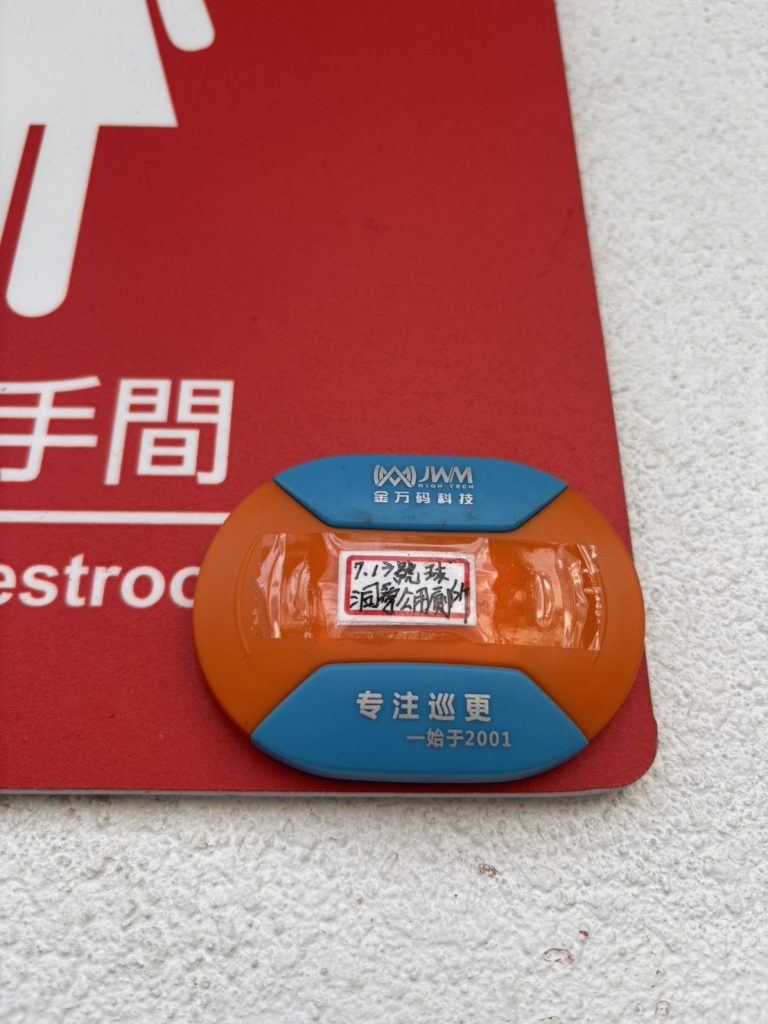 手間
estroo
JWM
HIGH TECH
金万码科技
7.17號球
洞旁公用廁所
专注巡更
一始于2001